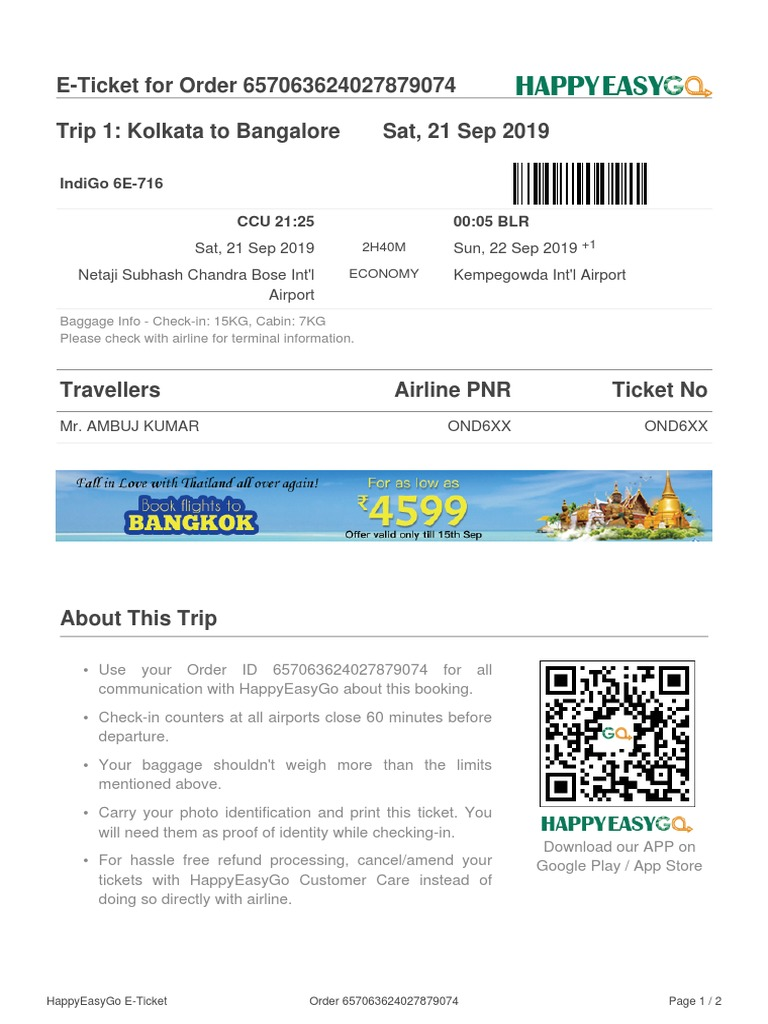 E-Ticket for Order 657063624027879074
HAPPYEASYGO
Trip 1: Kolkata to Bangalore Sat, 21 Sep 2019
IndiGo 6E-716
CCU 21:25 00:05 BLR
Sat, 21 Sep 2019 2H40M Sun, 22 Sep 2019 +1
Netaji Subhash Chandra Bose Int'l ECONOMY Kempegowda Int'l Airport
Airport
Baggage Info - Check-in: 15KG, Cabin: 7KG
Please check with airline for terminal information.
Travellers Airline PNR Ticket No
Mr. AMBUJ KUMAR OND6XX OND6XX
Fall in Love with Thailand all over again!
Book flights to
BANGKOK
For as low as
₹4599
Offer valid only till 15th Sep
About This Trip
• Use your Order ID 657063624027879074 for all
communication with HappyEasyGo about this booking.
• Check-in counters at all airports close 60 minutes before
departure.
• Your baggage shouldn't weigh more than the limits
mentioned above.
• Carry your photo identification and print this ticket. You
will need them as proof of identity while checking-in.
• For hassle free refund processing, cancel/amend your
tickets with HappyEasyGo Customer Care instead of
doing so directly with airline.
GO
HAPPYEASYGO
Download our APP on
Google Play / App Store
HappyEasyGo E-Ticket Order 657063624027879074 Page 1 / 2